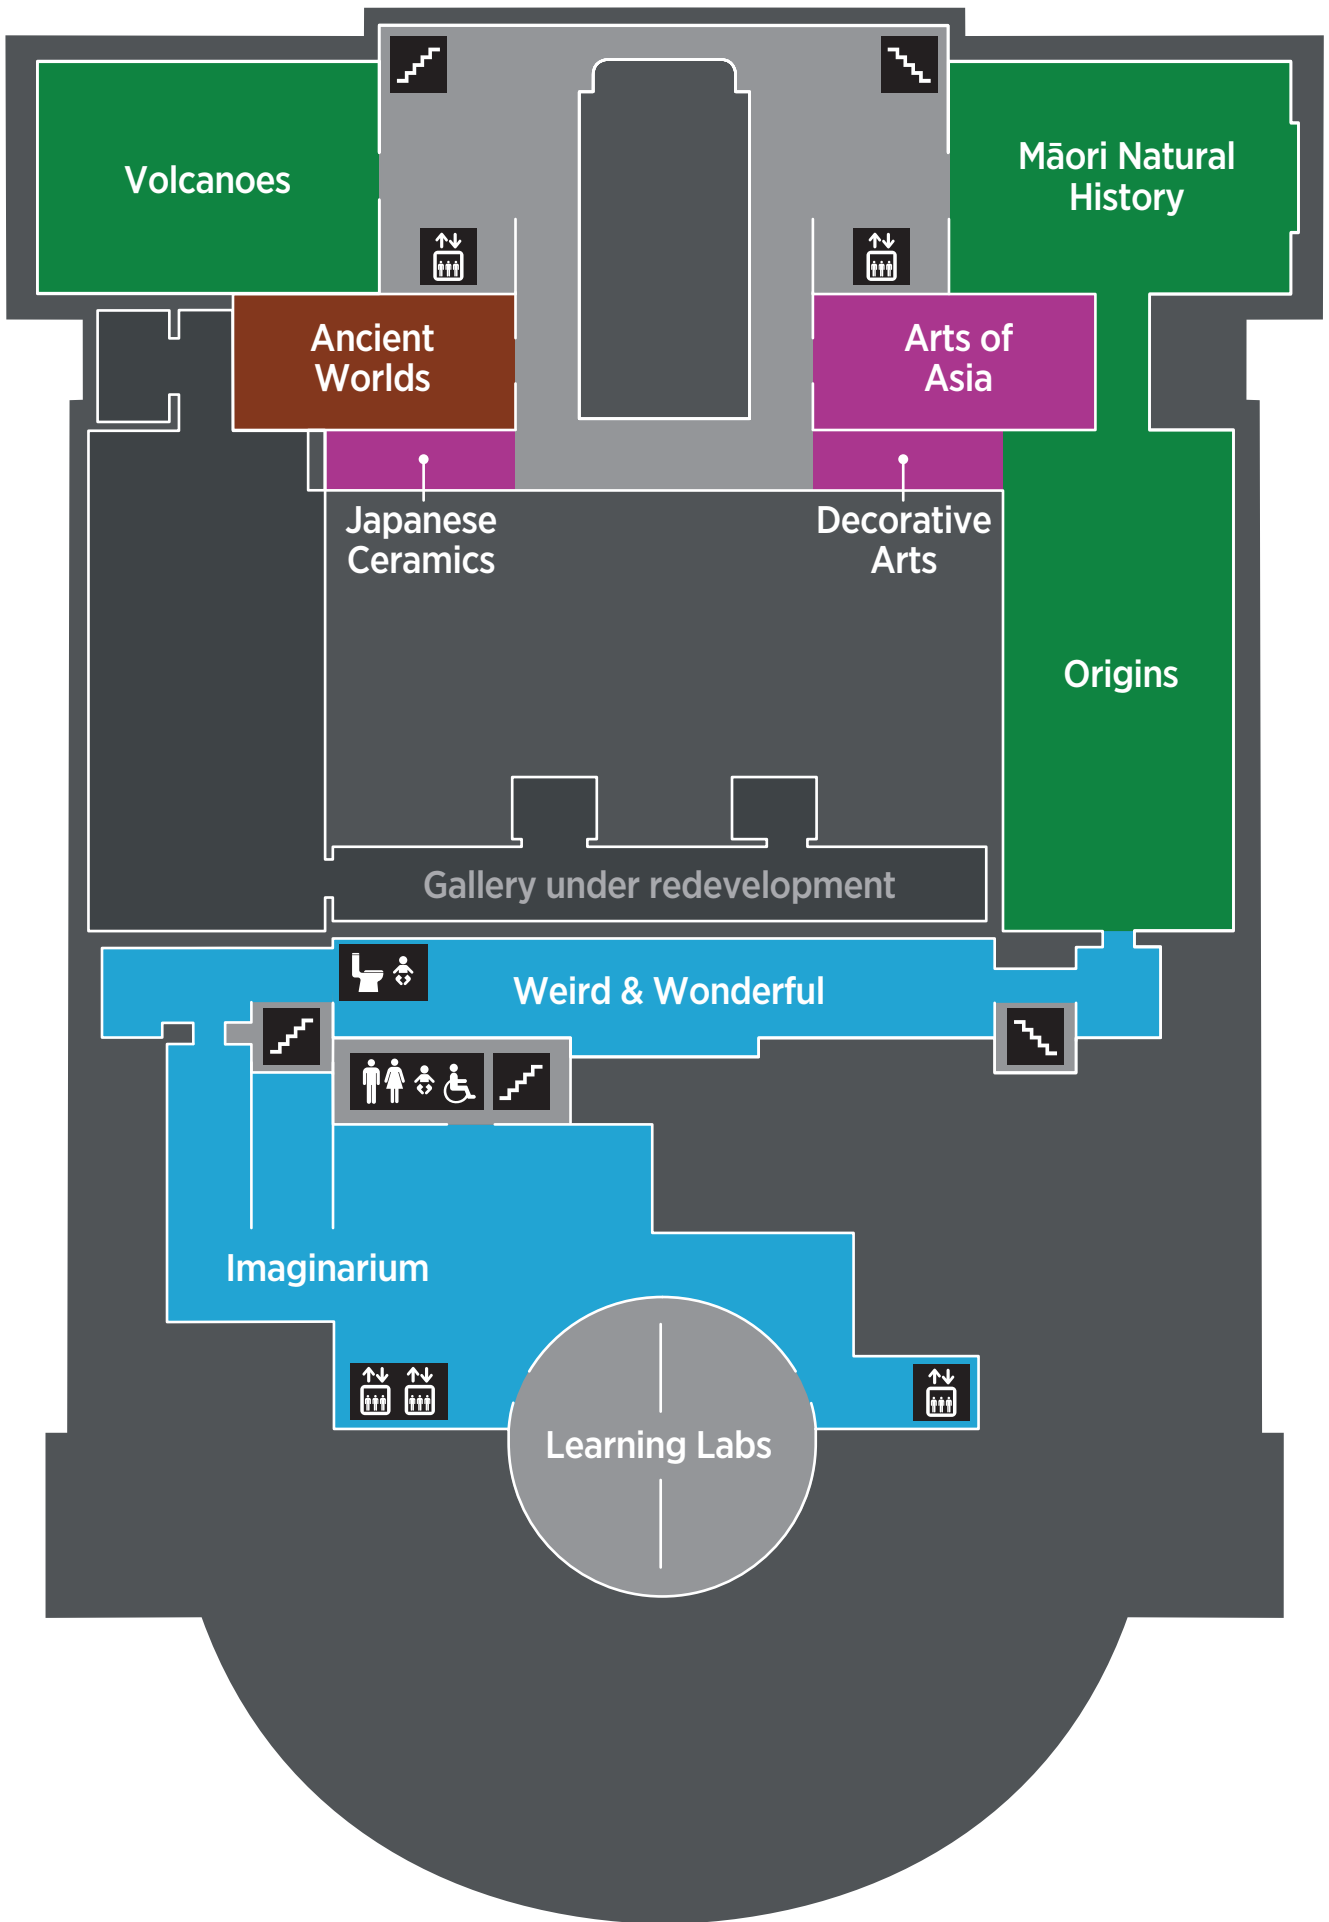 Volcanoes
Māori Natural
History
Ancient
Worlds
Arts of
Asia
Japanese
Ceramics
Decorative
Arts
Origins
Gallery under redevelopment
Weird & Wonderful
Imaginarium
Learning Labs